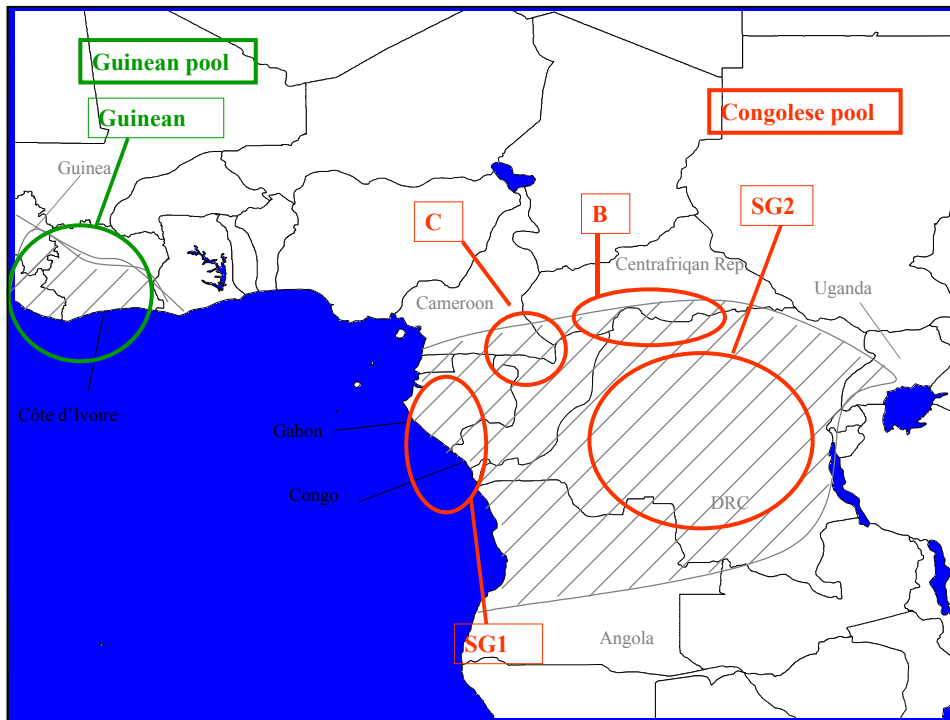 Guinean pool
Guinean
Congolese pool
Guinea
C
B
SG2
Centrafriqan Rep
Cameroon
Uganda
Côte d'Ivoire
Gabon
Congo
DRC
SG1
Angola